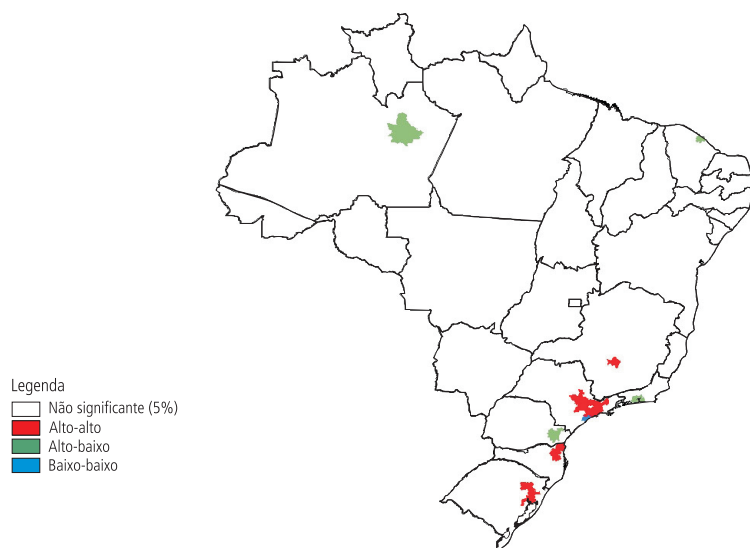 Legenda
Não significante (5%)
Alto-alto
Alto-baixo
Baixo-baixo